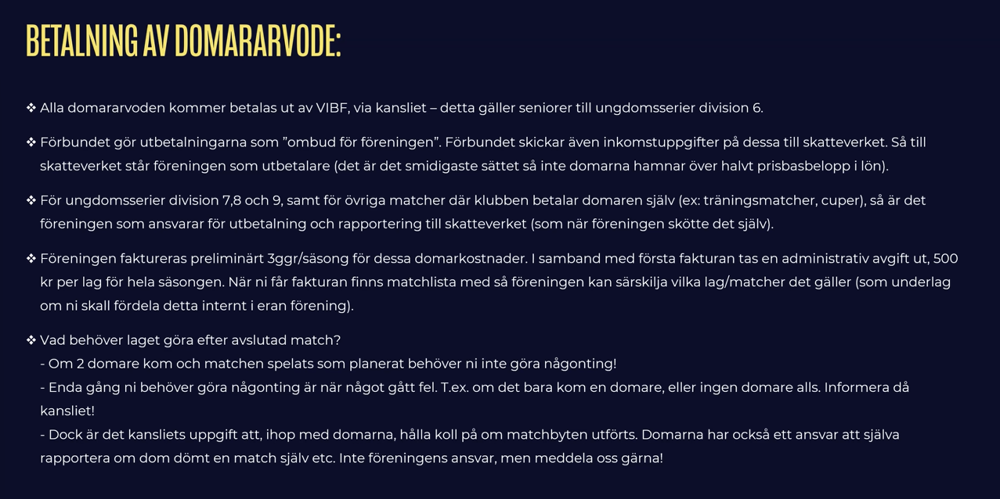 BETALNING AV DOMARARVODE:
❖ Alla domararvoden kommer betalas ut av VIBF, via kansliet – detta gäller seniorer till ungdomsserier division 6.
❖ Förbundet gör utbetalningarna som ”ombud för föreningen”. Förbundet skickar även inkomstuppgifter på dessa till skatteverket. Så till
skatteverket står föreningen som utbetalare (det är det smidigaste sättet så inte domarna hamnar över halvt prisbasbelopp i lön).
❖ För ungdomsserier division 7,8 och 9, samt för övriga matcher där klubben betalar domaren själv (ex: träningsmatcher, cuper), så är det
föreningen som ansvarar för utbetalning och rapportering till skatteverket (som när föreningen skötte det själv).
❖ Föreningen faktureras preliminärt 3ggr/säsong för dessa domarkostnader. I samband med första fakturan tas en administrativ avgift ut, 500
kr per lag för hela säsongen. När ni får fakturan finns matchlista med så föreningen kan särskilja vilka lag/matcher det gäller (som underlag
om ni skall fördela detta internt i eran förening).
❖ Vad behöver laget göra efter avslutad match?
- Om 2 domare kom och matchen spelats som planerat behöver ni inte göra någonting!
- Enda gång ni behöver göra någonting är när något gått fel. T.ex. om det bara kom en domare, eller ingen domare alls. Informera då
kansliet!
- Dock är det kansliets uppgift att, ihop med domarna, hålla koll på om matchbyten utförts. Domarna har också ett ansvar att själva
rapportera om dom dömt en match själv etc. Inte föreningens ansvar, men meddela oss gärna!